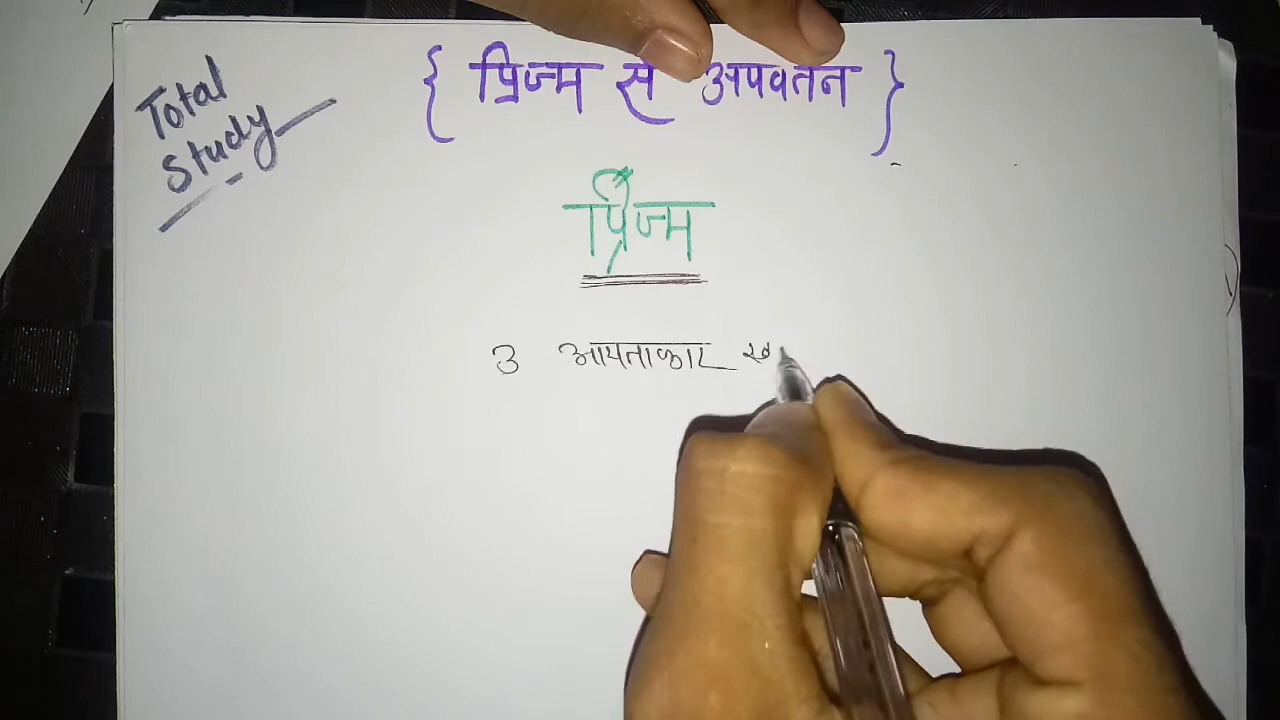 Total
Study
{ प्रिज्म से अपवर्तन }
प्रिज्म
3 आयताकार